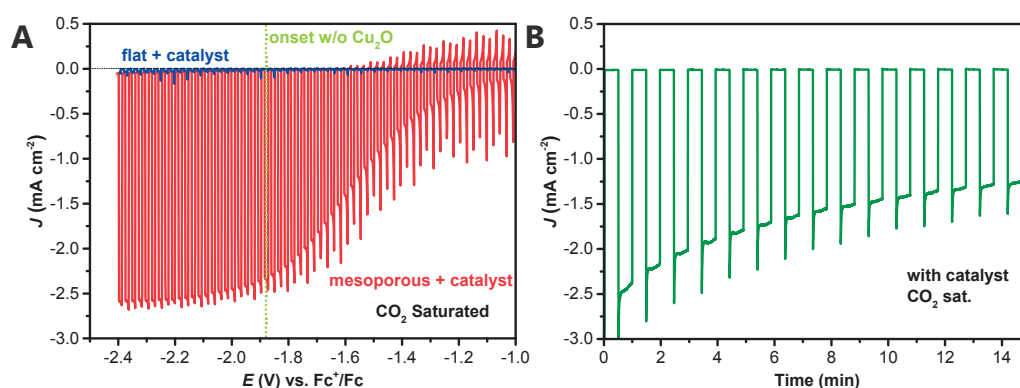 A
flat + catalyst
onset w/o Cu₂O
mesoporous + catalyst
CO₂ Saturated
0.5
0.0
-0.5
-1.0
-1.5
-2.0
-2.5
-3.0
J (mA cm⁻²)
-2.4 -2.2 -2.0 -1.8 -1.6 -1.4 -1.2 -1.0
E (V) vs. Fc⁺/Fc
B
with catalyst
CO₂ sat.
0.5
0.0
-0.5
-1.0
-1.5
-2.0
-2.5
-3.0
J (mA cm⁻²)
0 2 4 6 8 10 12 14
Time (min)